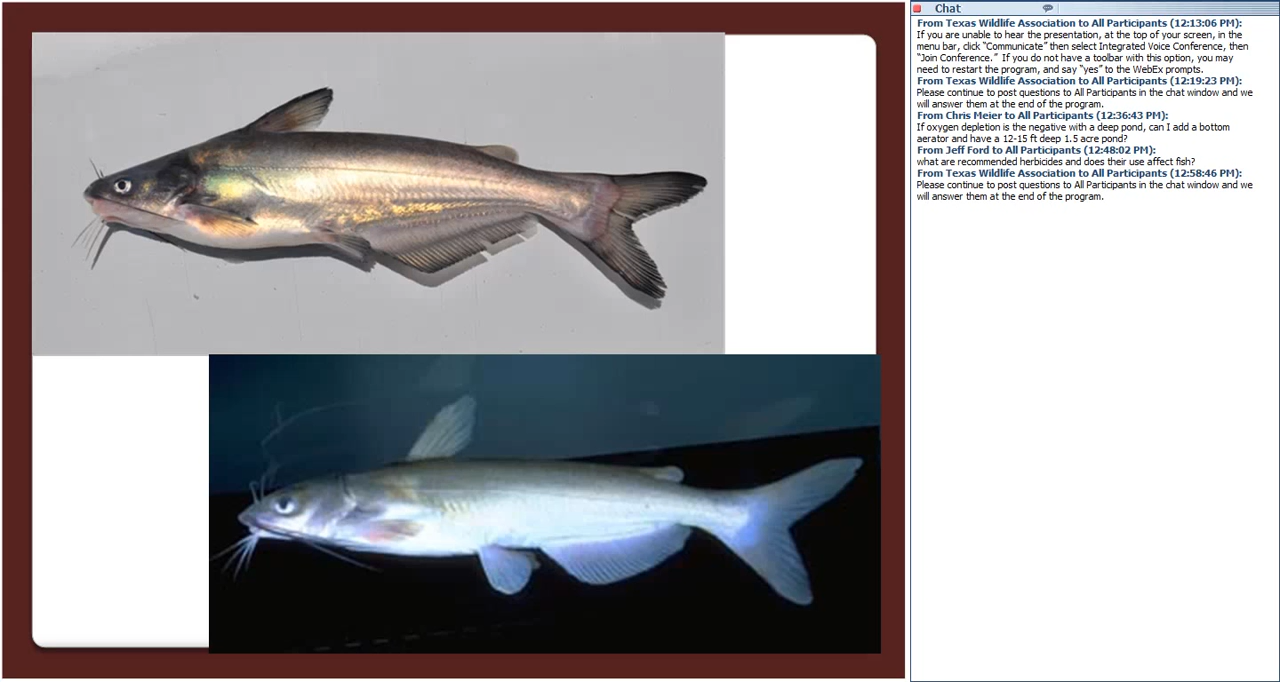 Chat
From Texas Wildlife Association to All Participants (12:13:06 PM):
If you are unable to hear the presentation, at the top of your screen, in the
menu bar, click “Communicate” then select Integrated Voice Conference, then
“Join Conference.”  If you do not have a toolbar with this option, you may
need to restart the program, and say “yes” to the WebEx prompts.
From Texas Wildlife Association to All Participants (12:19:23 PM):
Please continue to post questions to All Participants in the chat window and we
will answer them at the end of the program.
From Chris Meier to All Participants (12:36:43 PM):
If oxygen depletion is the negative with a deep pond, can I add a bottom
aerator and have a 12-15 ft deep 1.5 acre pond?
From Jeff Ford to All Participants (12:48:02 PM):
what are recommended herbicides and does their use affect fish?
From Texas Wildlife Association to All Participants (12:58:46 PM):
Please continue to post questions to All Participants in the chat window and we
will answer them at the end of the program.